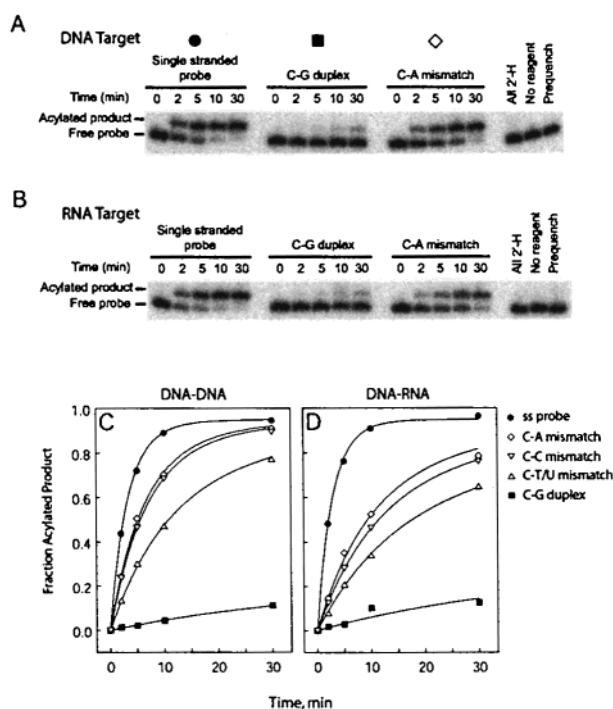 A
DNA Target
Single stranded probe
C-G duplex
C-A mismatch
Time (min) 0 2 5 10 30 0 2 5 10 30 0 2 5 10 30
All 2'-H
No reagent
Prequench
Acylated product
Free probe
B
RNA Target
Single stranded probe
C-G duplex
C-A mismatch
Time (min) 0 2 5 10 30 0 2 5 10 30 0 2 5 10 30
All 2'-H
No reagent
Prequench
Acylated product
Free probe
DNA-DNA
DNA-RNA
C
D
1.0
0.8
0.6
0.4
0.2
0.0
Fraction Acylated Product
0 10 20 30
0 10 20 30
Time, min
ss probe
C-A mismatch
C-C mismatch
C-T/U mismatch
C-G duplex